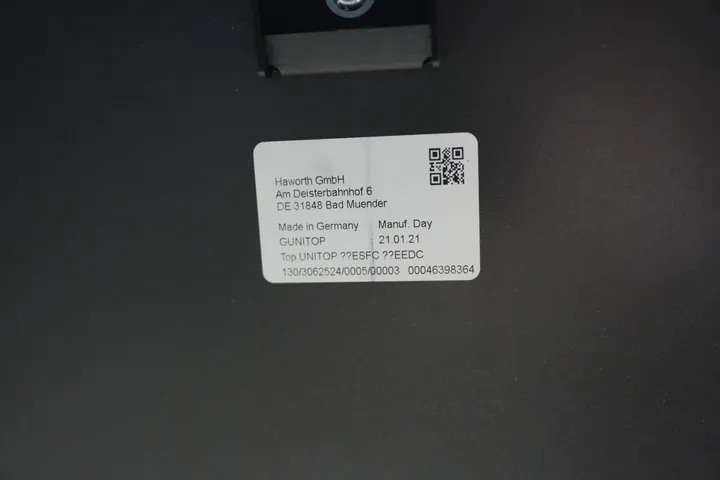 Haworth GmbH
Am Deisterbahnhof 6
DE 31848 Bad Muender
Made in Germany Manuf. Day
GUNITOP 21.01.21
Top UNITOP ??ESFC ??EEDC
130/3062524/0005/00003 00046398364